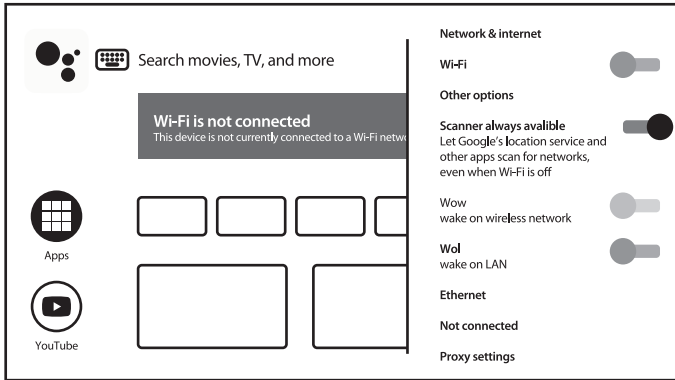 Search movies, TV, and more
Wi-Fi is not connected
This device is not currently connected to a Wi-Fi netwo
Apps
YouTube
Network & internet
Wi-Fi
Other options
Scanner always avalible
Let Google's location service and
other apps scan for networks,
even when Wi-Fi is off
Wow
wake on wireless network
Wol
wake on LAN
Ethernet
Not connected
Proxy settings